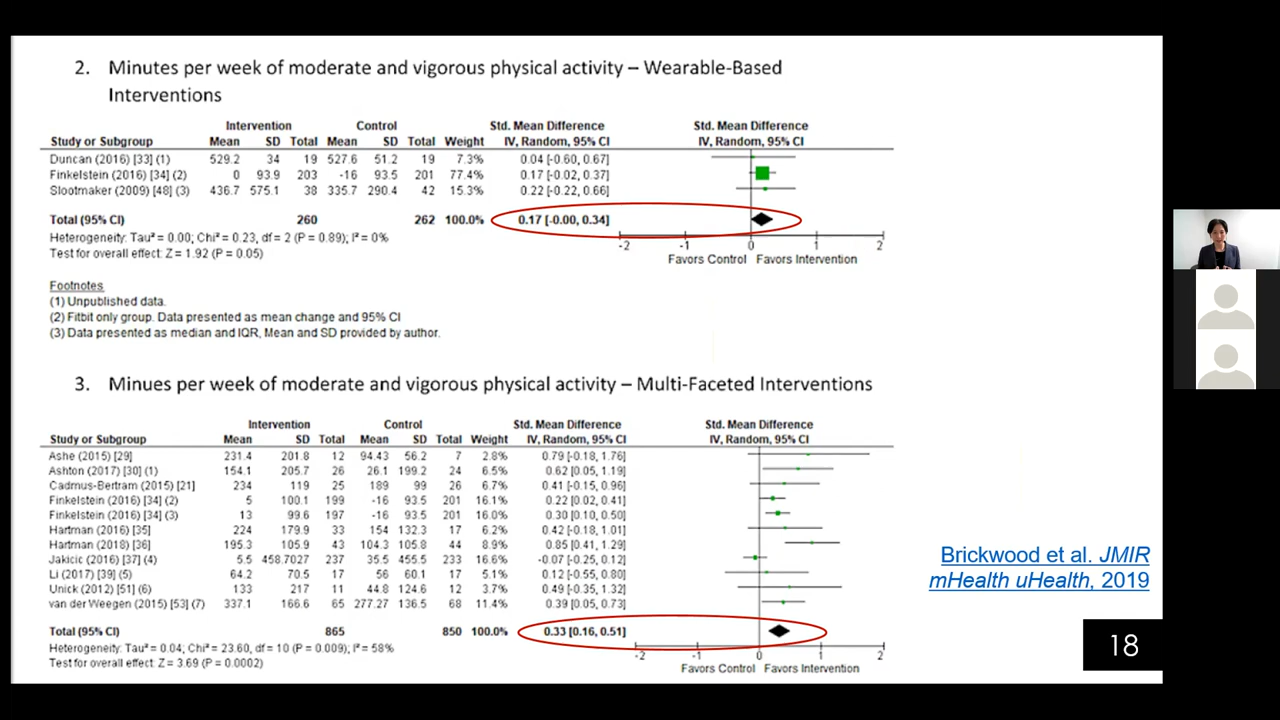 2. Minutes per week of moderate and vigorous physical activity – Wearable-Based
Interventions
Intervention Control Std. Mean Difference Std. Mean Difference
Study or Subgroup Mean SD Total Mean SD Total Weight IV, Random, 95% CI IV, Random, 95% CI
Duncan (2016) [33] (1) 529.2 34 19 527.6 51.2 19 7.3% 0.04 [-0.60, 0.67]
Finkelstein (2016) [34] (2) 0 93.9 203 -16 93.5 201 77.4% 0.17 [-0.02, 0.37]
Slootmaker (2009) [48] (3) 436.7 575.1 38 335.7 290.4 42 15.3% 0.22 [-0.22, 0.66]
Total (95% CI) 260 262 100.0% 0.17 [-0.00, 0.34]
Heterogeneity: Tau² = 0.00; Chi² = 0.23, df = 2 (P = 0.89); I² = 0%
Test for overall effect: Z = 1.92 (P = 0.05)
-2 -1 0 1 2
Favors Control Favors Intervention
Footnotes
(1) Unpublished data.
(2) Fitbit only group. Data presented as mean change and 95% CI
(3) Data presented as median and IQR, Mean and SD provided by author.
3. Minues per week of moderate and vigorous physical activity – Multi-Faceted Interventions
Intervention Control Std. Mean Difference Std. Mean Difference
Study or Subgroup Mean SD Total Mean SD Total Weight IV, Random, 95% CI IV, Random, 95% CI
Ashe (2015) [29] 231.4 201.8 12 94.43 56.2 7 2.8% 0.79 [-0.18, 1.76]
Ashton (2017) [30] (1) 154.1 205.7 26 26.1 199.2 24 6.5% 0.62 [0.05, 1.19]
Cadmus-Bertram (2015) [21] 234 119 25 189 99 26 6.7% 0.41 [-0.15, 0.96]
Finkelstein (2016) [34] (2) 5 100.1 199 -16 93.5 201 16.1% 0.22 [0.02, 0.41]
Finkelstein (2016) [34] (3) 13 99.6 197 -16 93.5 201 16.0% 0.30 [0.10, 0.50]
Hartman (2016) [35] 224 179.9 33 154 132.3 17 6.2% 0.42 [-0.18, 1.01]
Hartman (2018) [36] 195.3 105.9 43 104.3 105.8 44 8.9% 0.85 [0.41, 1.29]
Jakicic (2016) [37] (4) 5.5 458.7027 237 35.5 455.5 233 16.6% -0.07 [-0.25, 0.12]
Li (2017) [39] (5) 64.2 70.5 17 56 60.1 17 5.1% 0.12 [-0.55, 0.80]
Unick (2012) [51] (6) 133 217 11 44.8 124.6 12 3.7% 0.49 [-0.35, 1.32]
van der Weegen (2015) [53] (7) 337.1 166.6 65 277.27 136.5 68 11.4% 0.39 [0.05, 0.73]
Total (95% CI) 865 850 100.0% 0.33 [0.16, 0.51]
Heterogeneity: Tau² = 0.04; Chi² = 23.60, df = 10 (P = 0.009); I² = 58%
Test for overall effect: Z = 3.69 (P = 0.0002)
-2 -1 0 1 2
Favors Control Favors Intervention
Brickwood et al. JMIR
mHealth uHealth, 2019
18